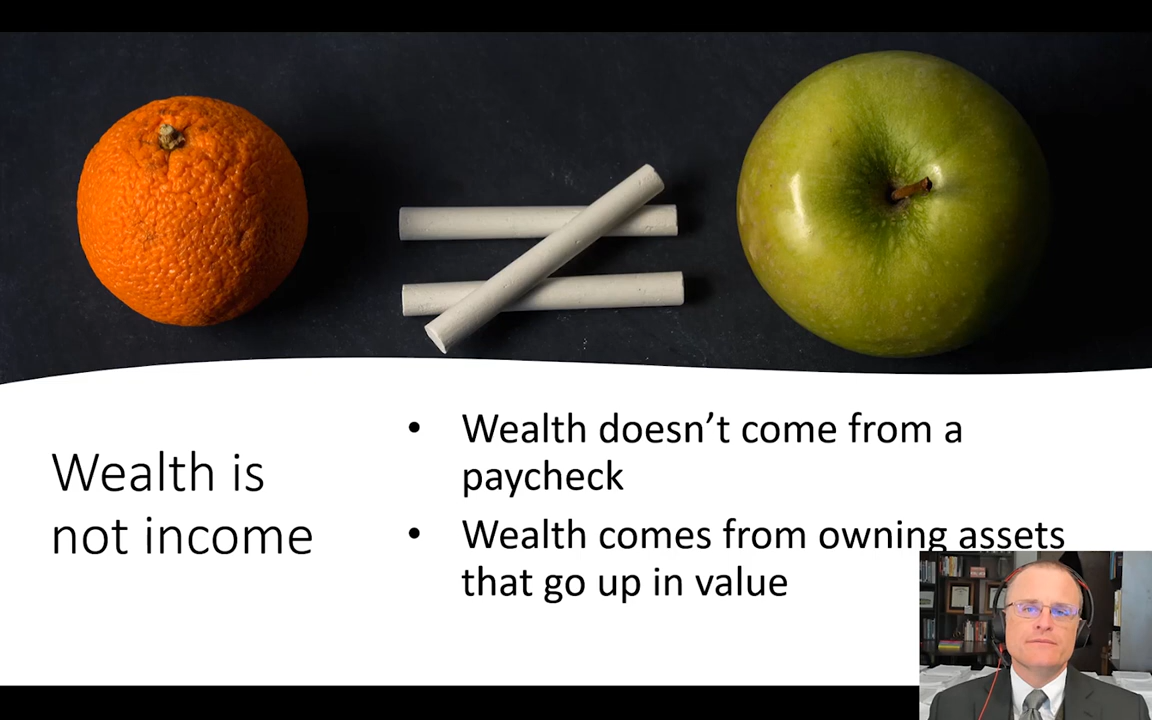 Wealth is
not income
• Wealth doesn’t come from a
paycheck
• Wealth comes from owning assets
that go up in value